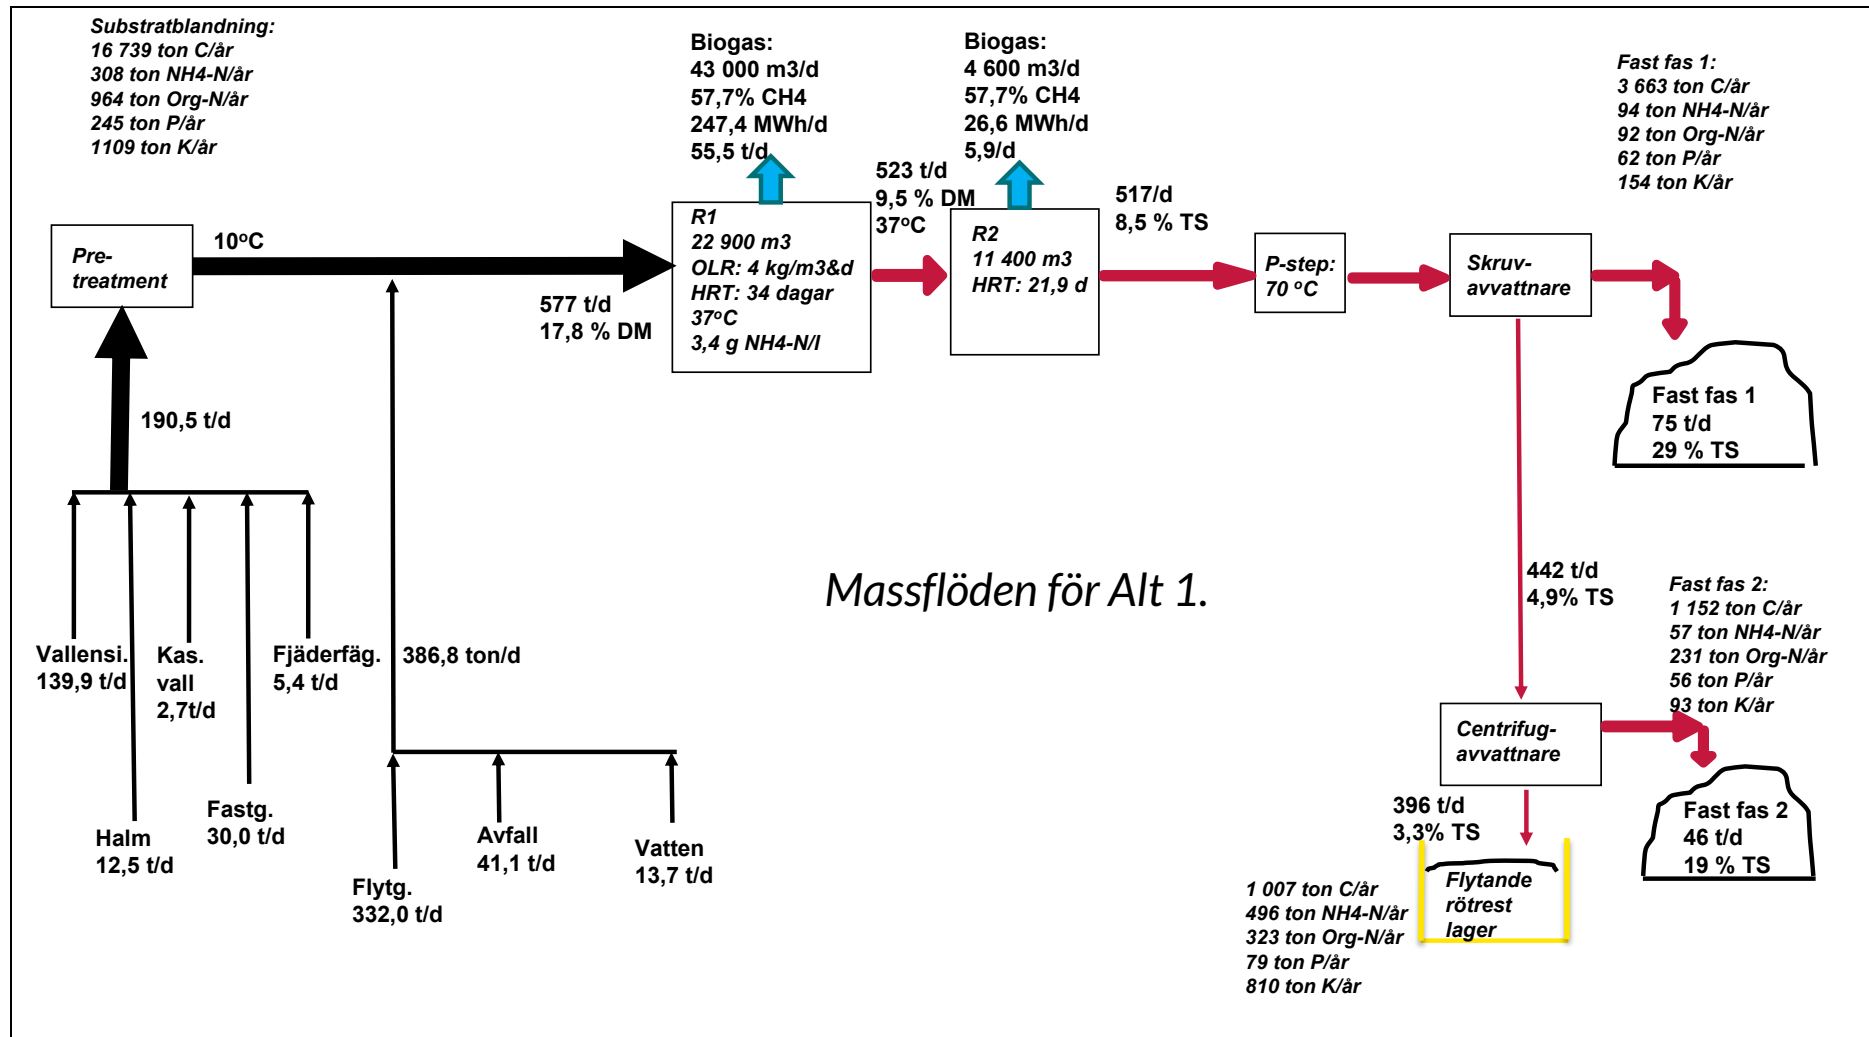 Substratblandning:
16 739 ton C/år
308 ton NH4-N/år
964 ton Org-N/år
245 ton P/år
1109 ton K/år
Biogas:
43 000 m3/d
57,7% CH4
247,4 MWh/d
55,5 t/d
Biogas:
4 600 m3/d
57,7% CH4
26,6 MWh/d
5,9/d
Fast fas 1:
3 663 ton C/år
94 ton NH4-N/år
92 ton Org-N/år
62 ton P/år
154 ton K/år
Pre-
treatment
10°C
577 t/d
17,8 % DM
R1
22 900 m3
OLR: 4 kg/m3&d
HRT: 34 dagar
37°C
3,4 g NH4-N/l
523 t/d
9,5 % DM
37°C
R2
11 400 m3
HRT: 21,9 d
517/d
8,5 % TS
P-step:
70 °C
Skruv-
avvattnare
Fast fas 1
75 t/d
29 % TS
190,5 t/d
Vallensi.
139,9 t/d
Halm
12,5 t/d
Kas.
vall
2,7t/d
Fastg.
30,0 t/d
Fjäderfäg.
5,4 t/d
386,8 ton/d
Flytg.
332,0 t/d
Avfall
41,1 t/d
Vatten
13,7 t/d
Massflöden för Alt 1.
442 t/d
4,9% TS
Fast fas 2:
1 152 ton C/år
57 ton NH4-N/år
231 ton Org-N/år
56 ton P/år
93 ton K/år
Centrifug-
avvattnare
Fast fas 2
46 t/d
19 % TS
396 t/d
3,3% TS
Flytande
rötrest
lager
1 007 ton C/år
496 ton NH4-N/år
323 ton Org-N/år
79 ton P/år
810 ton K/år